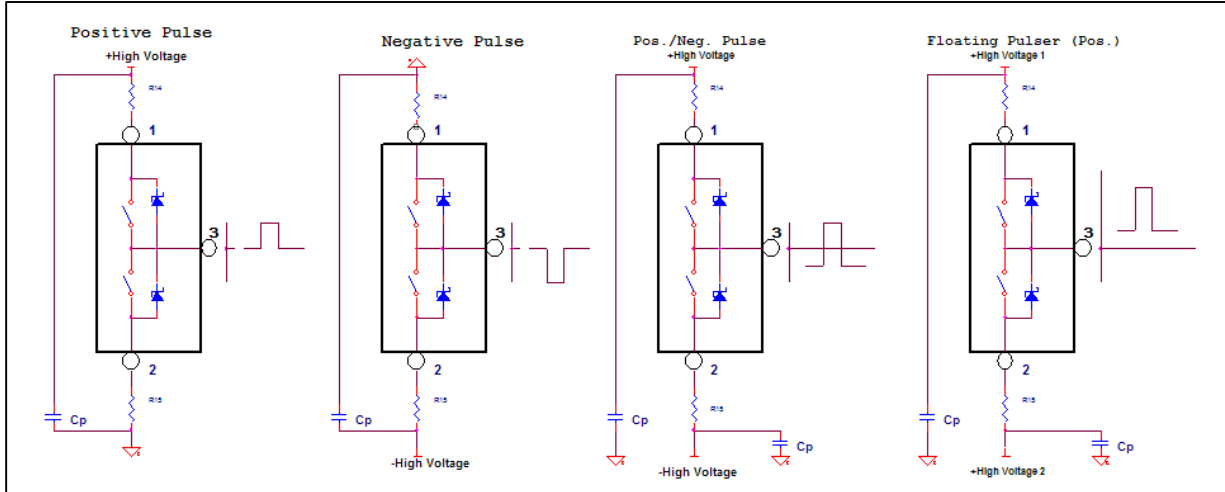 Positive Pulse
+High Voltage
R14
1
3
2
R15
Cp
Negative Pulse
R14
1
3
2
R15
Cp
-High Voltage
Pos./Neg. Pulse
+High Voltage
R14
1
3
2
R15
Cp
Cp
-High Voltage
Floating Pulser (Pos.)
+High Voltage 1
R14
1
3
2
R15
Cp
Cp
+High Voltage 2